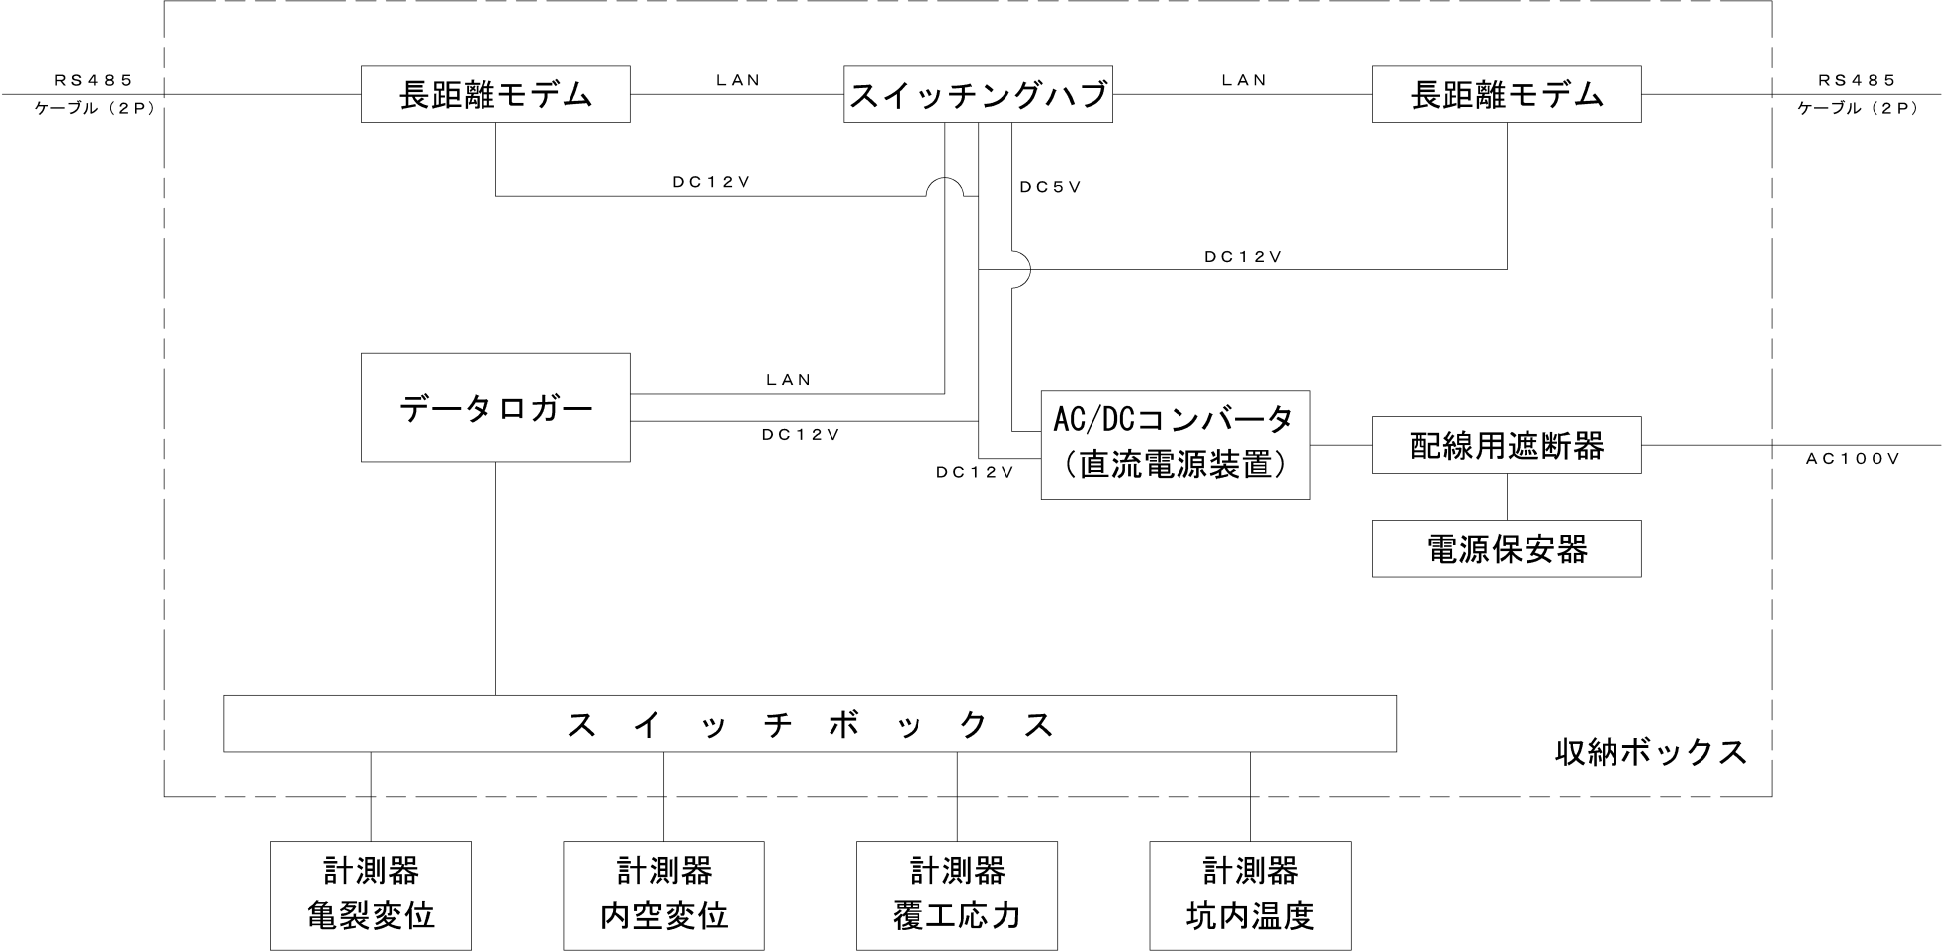 ＲＳ４８５
ケーブル（２Ｐ）
長距離モデム
ＬＡＮ
スイッチングハブ
ＬＡＮ
長距離モデム
ＲＳ４８５
ケーブル（２Ｐ）
ＤＣ１２Ｖ
ＤＣ５Ｖ
ＤＣ１２Ｖ
データロガー
ＬＡＮ
ＤＣ１２Ｖ
ＤＣ１２Ｖ
AC/DCコンバータ
（直流電源装置）
配線用遮断器
ＡＣ１００Ｖ
電源保安器
スイッチボックス
収納ボックス
計測器
亀裂変位
計測器
内空変位
計測器
覆工応力
計測器
坑内温度